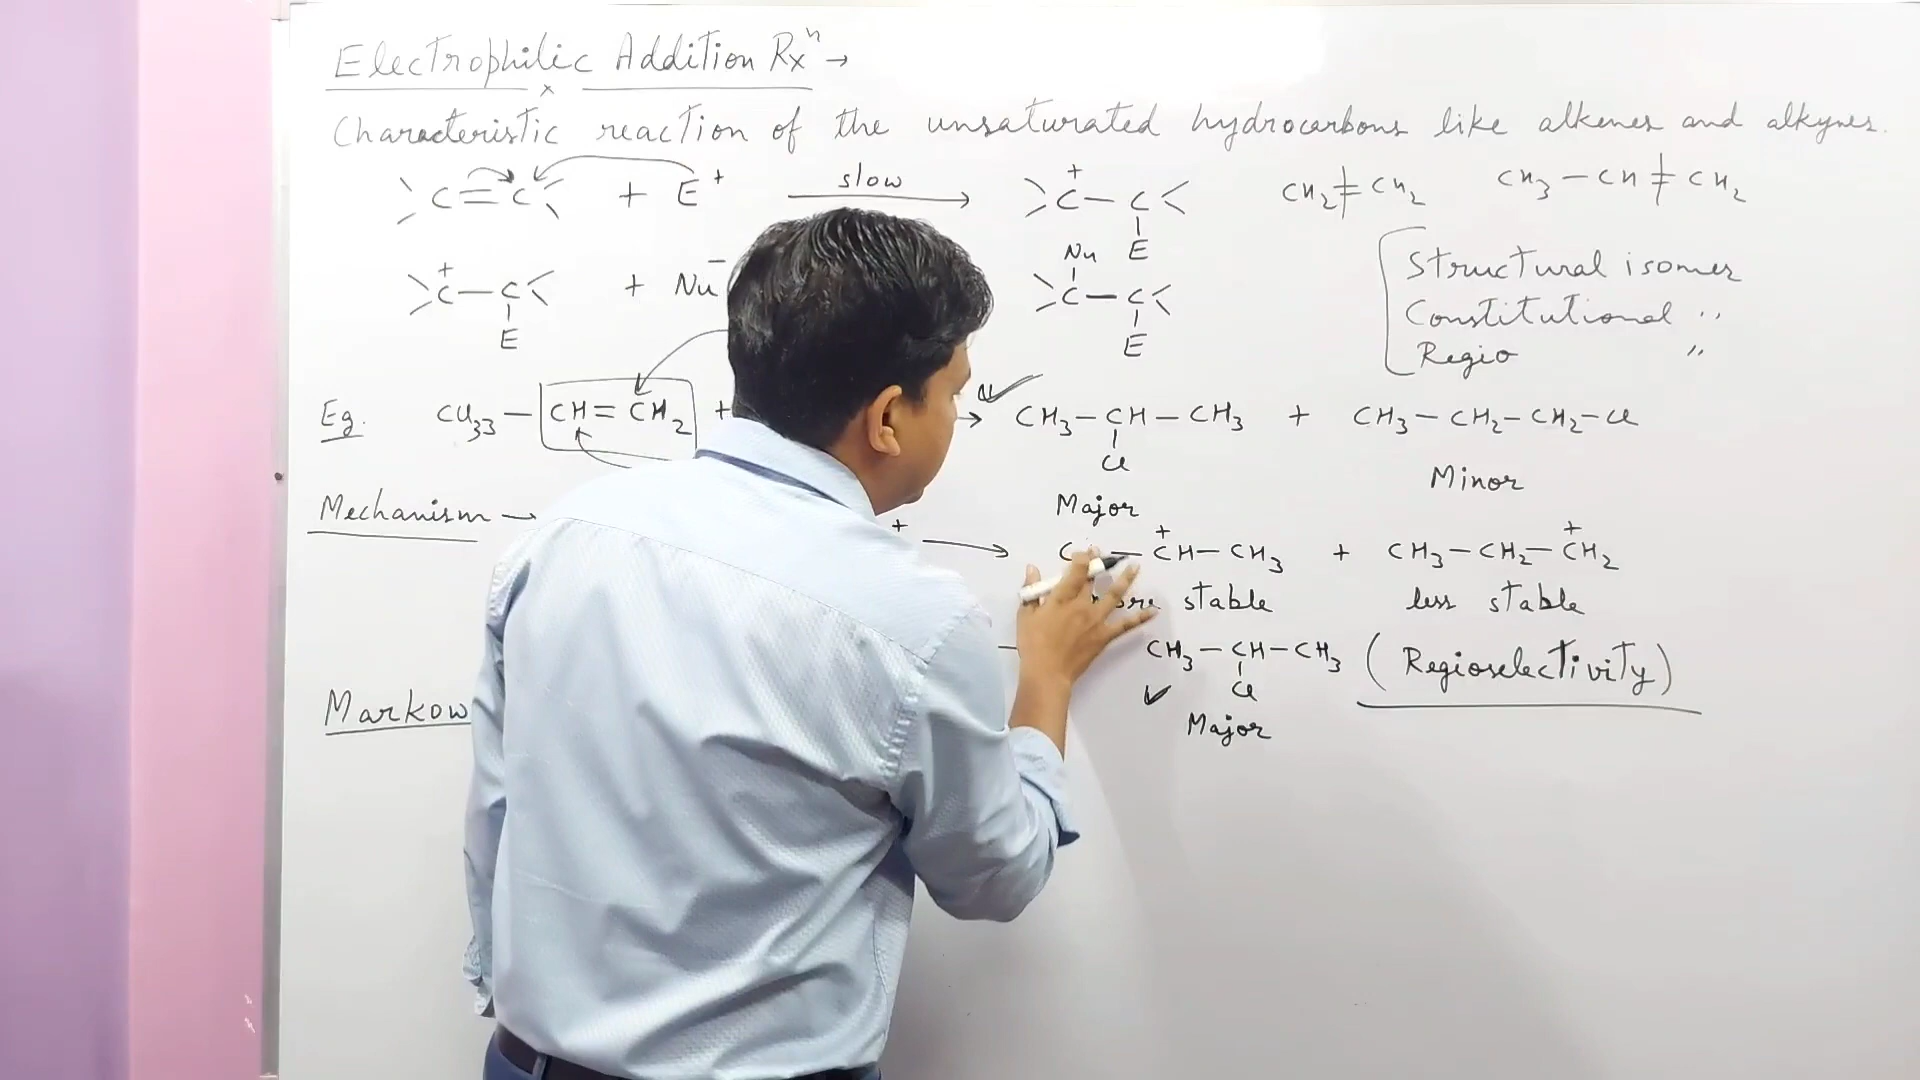 Electrophilic Addition Rxⁿ →
Characteristic reaction of the unsaturated hydrocarbons like alkenes and alkynes.
C=C + E⁺ slow → ⁺C—C< CH₂=CH₂ CH₃—CH=CH₂
E
⁺C—C< + Nu⁻ C—C<
E Nu E
Structural isomer
Constitutional ,,
Regio ,,
Eg. CH₃₃—CH=CH₂ + → CH₃—CH—CH₃ + CH₃—CH₂—CH₂—Cl
Cl
Major Minor
Mechanism → + → C —⁺CH—CH₃ + CH₃—CH₂—⁺CH₂
stable less stable
CH₃—CH—CH₃ (Regioselectivity)
Cl
Major
Markow